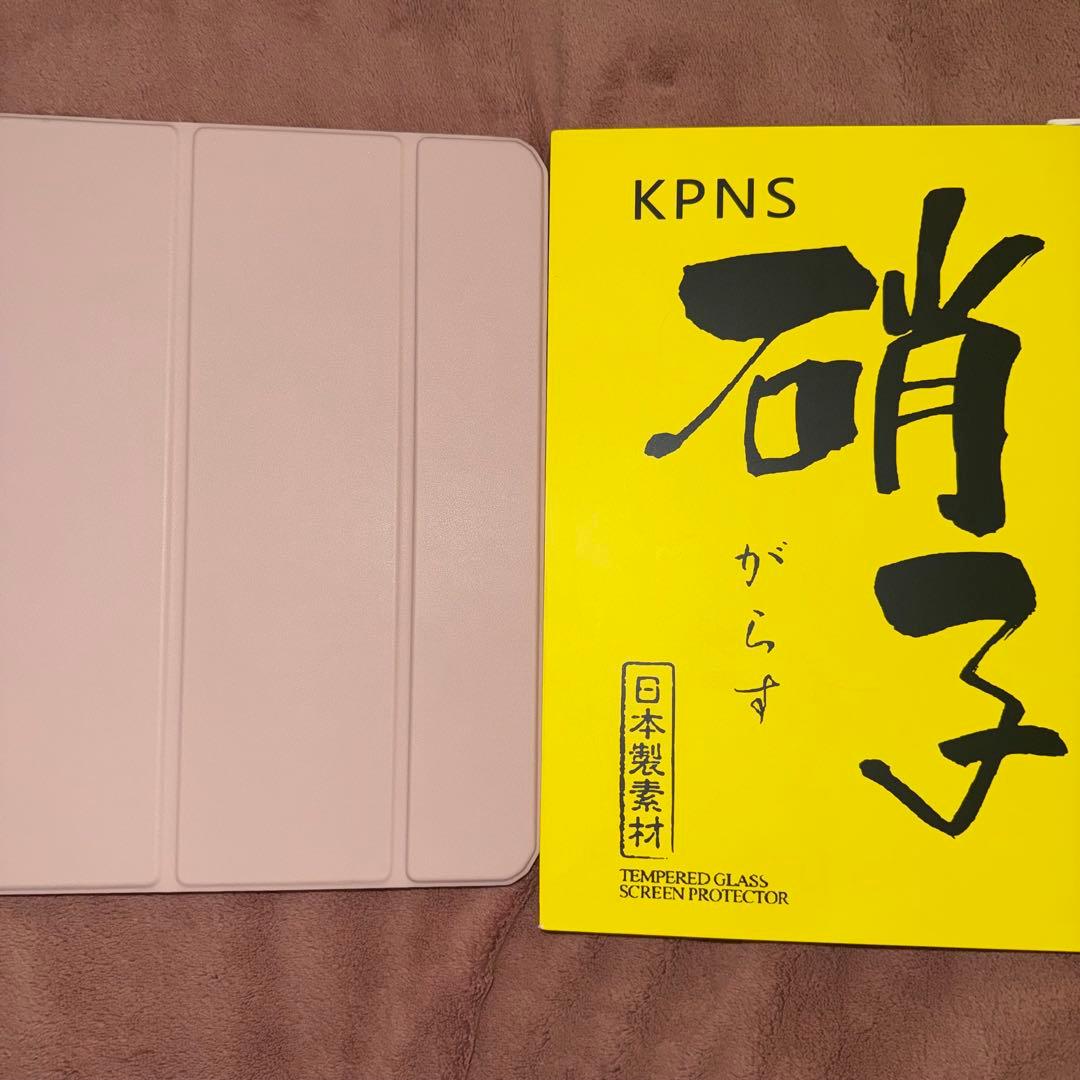 KPNS
硝子
がらす
日本製素材
TEMPERED GLASS
SCREEN PROTECTOR